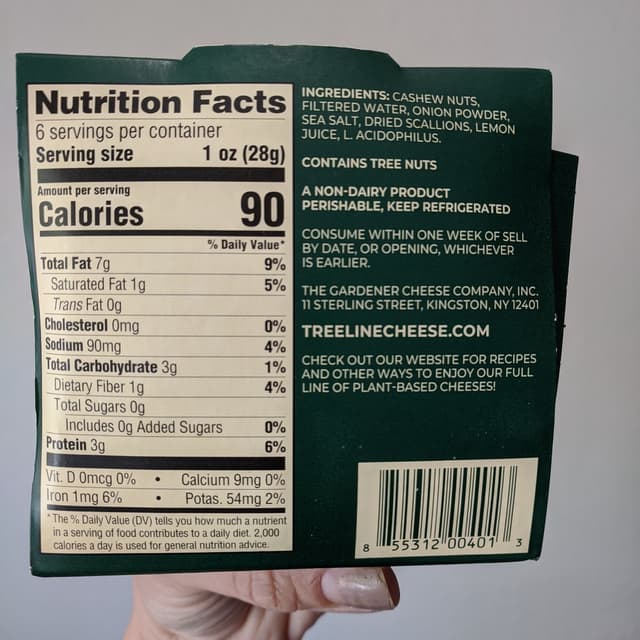 Nutrition Facts
6 servings per container
Serving size 1 oz (28g)
Amount per serving
Calories 90
% Daily Value*
Total Fat 7g 9%
Saturated Fat 1g 5%
Trans Fat 0g
Cholesterol 0mg 0%
Sodium 90mg 4%
Total Carbohydrate 3g 1%
Dietary Fiber 1g 4%
Total Sugars 0g
Includes 0g Added Sugars 0%
Protein 3g 6%
Vit. D 0mcg 0% • Calcium 9mg 0%
Iron 1mg 6% • Potas. 54mg 2%
*The % Daily Value (DV) tells you how much a nutrient
in a serving of food contributes to a daily diet. 2,000
calories a day is used for general nutrition advice.
INGREDIENTS: CASHEW NUTS,
FILTERED WATER, ONION POWDER,
SEA SALT, DRIED SCALLIONS, LEMON
JUICE, L. ACIDOPHILUS.
CONTAINS TREE NUTS
A NON-DAIRY PRODUCT
PERISHABLE, KEEP REFRIGERATED
CONSUME WITHIN ONE WEEK OF SELL
BY DATE, OR OPENING, WHICHEVER
IS EARLIER.
THE GARDENER CHEESE COMPANY, INC.
11 STERLING STREET, KINGSTON, NY 12401
TREELINECHEESE.COM
CHECK OUT OUR WEBSITE FOR RECIPES
AND OTHER WAYS TO ENJOY OUR FULL
LINE OF PLANT-BASED CHEESES!
8 55312 00401 3